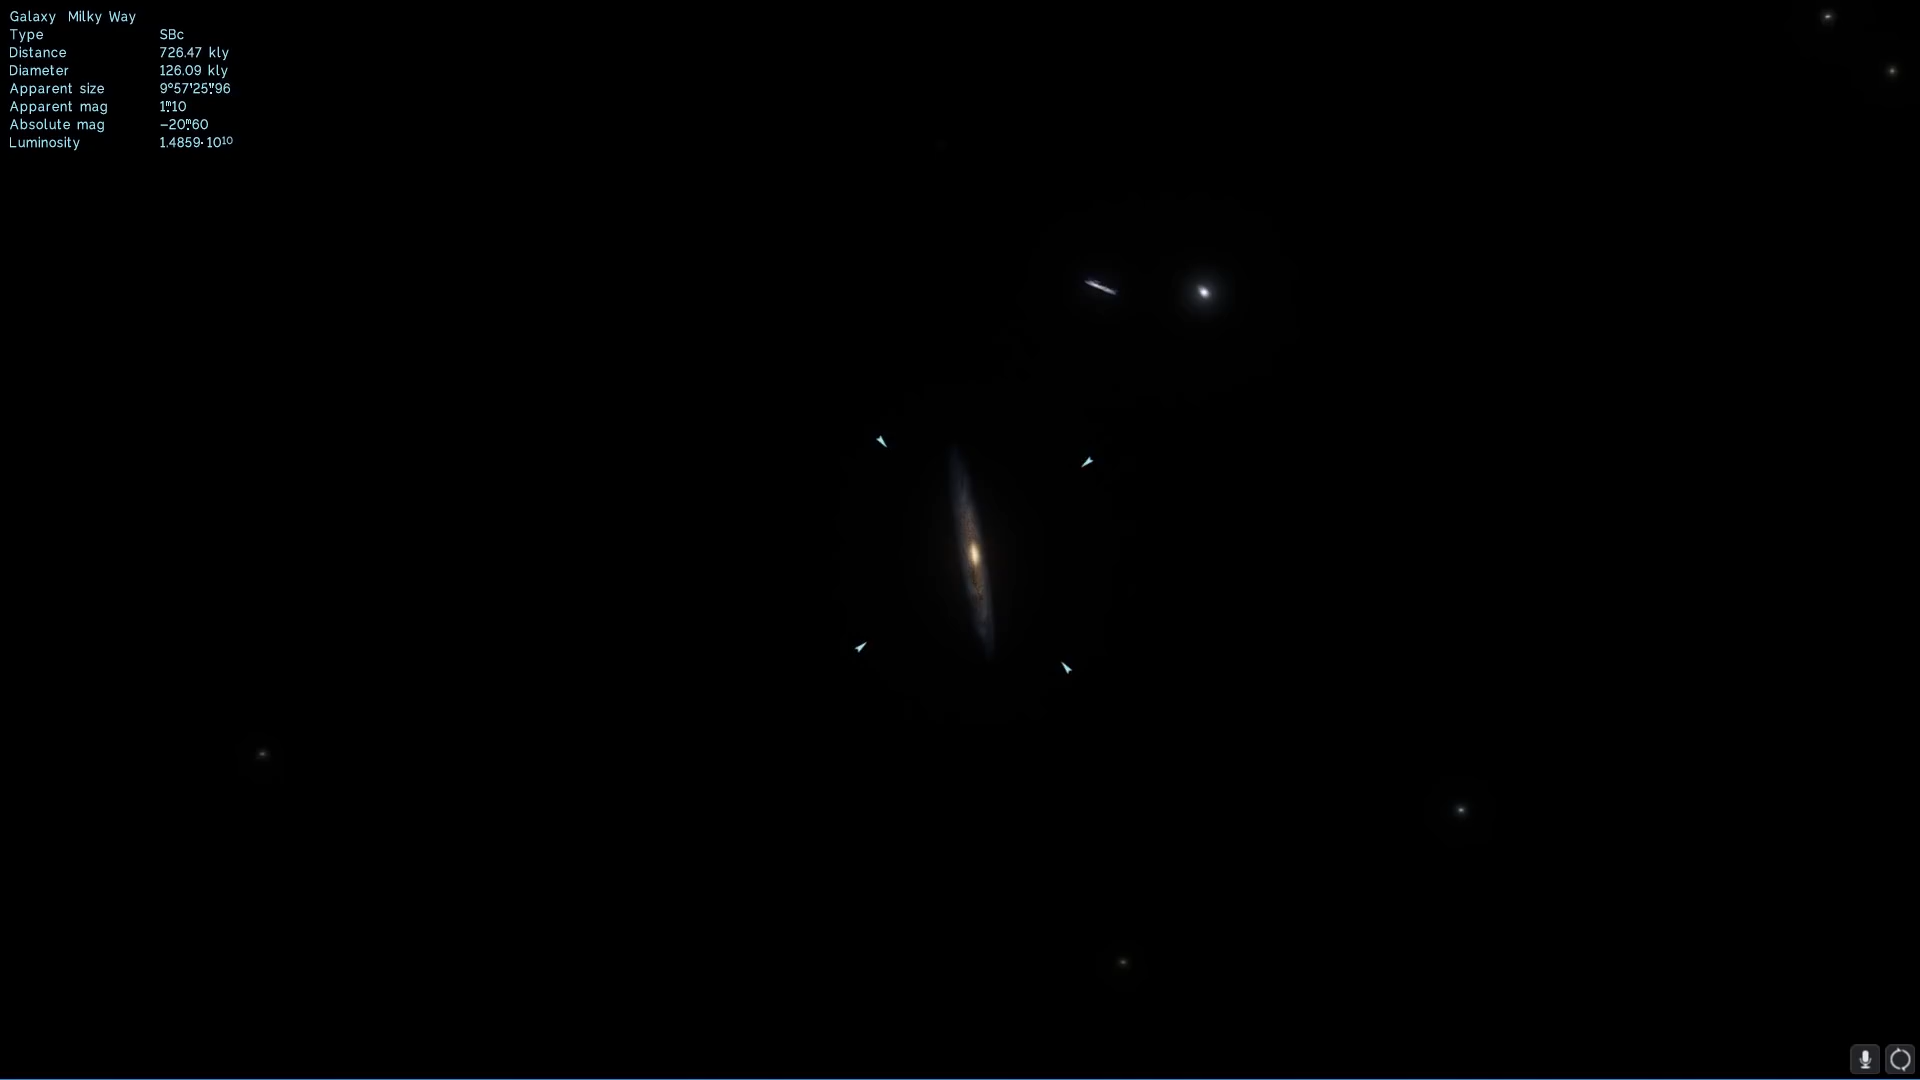 Galaxy Milky Way
Type SBc
Distance 726.47 kly
Diameter 126.09 kly
Apparent size 9°57'25".96
Apparent mag 1ᵐ.10
Absolute mag −20ᵐ.60
Luminosity 1.4859·10¹⁰